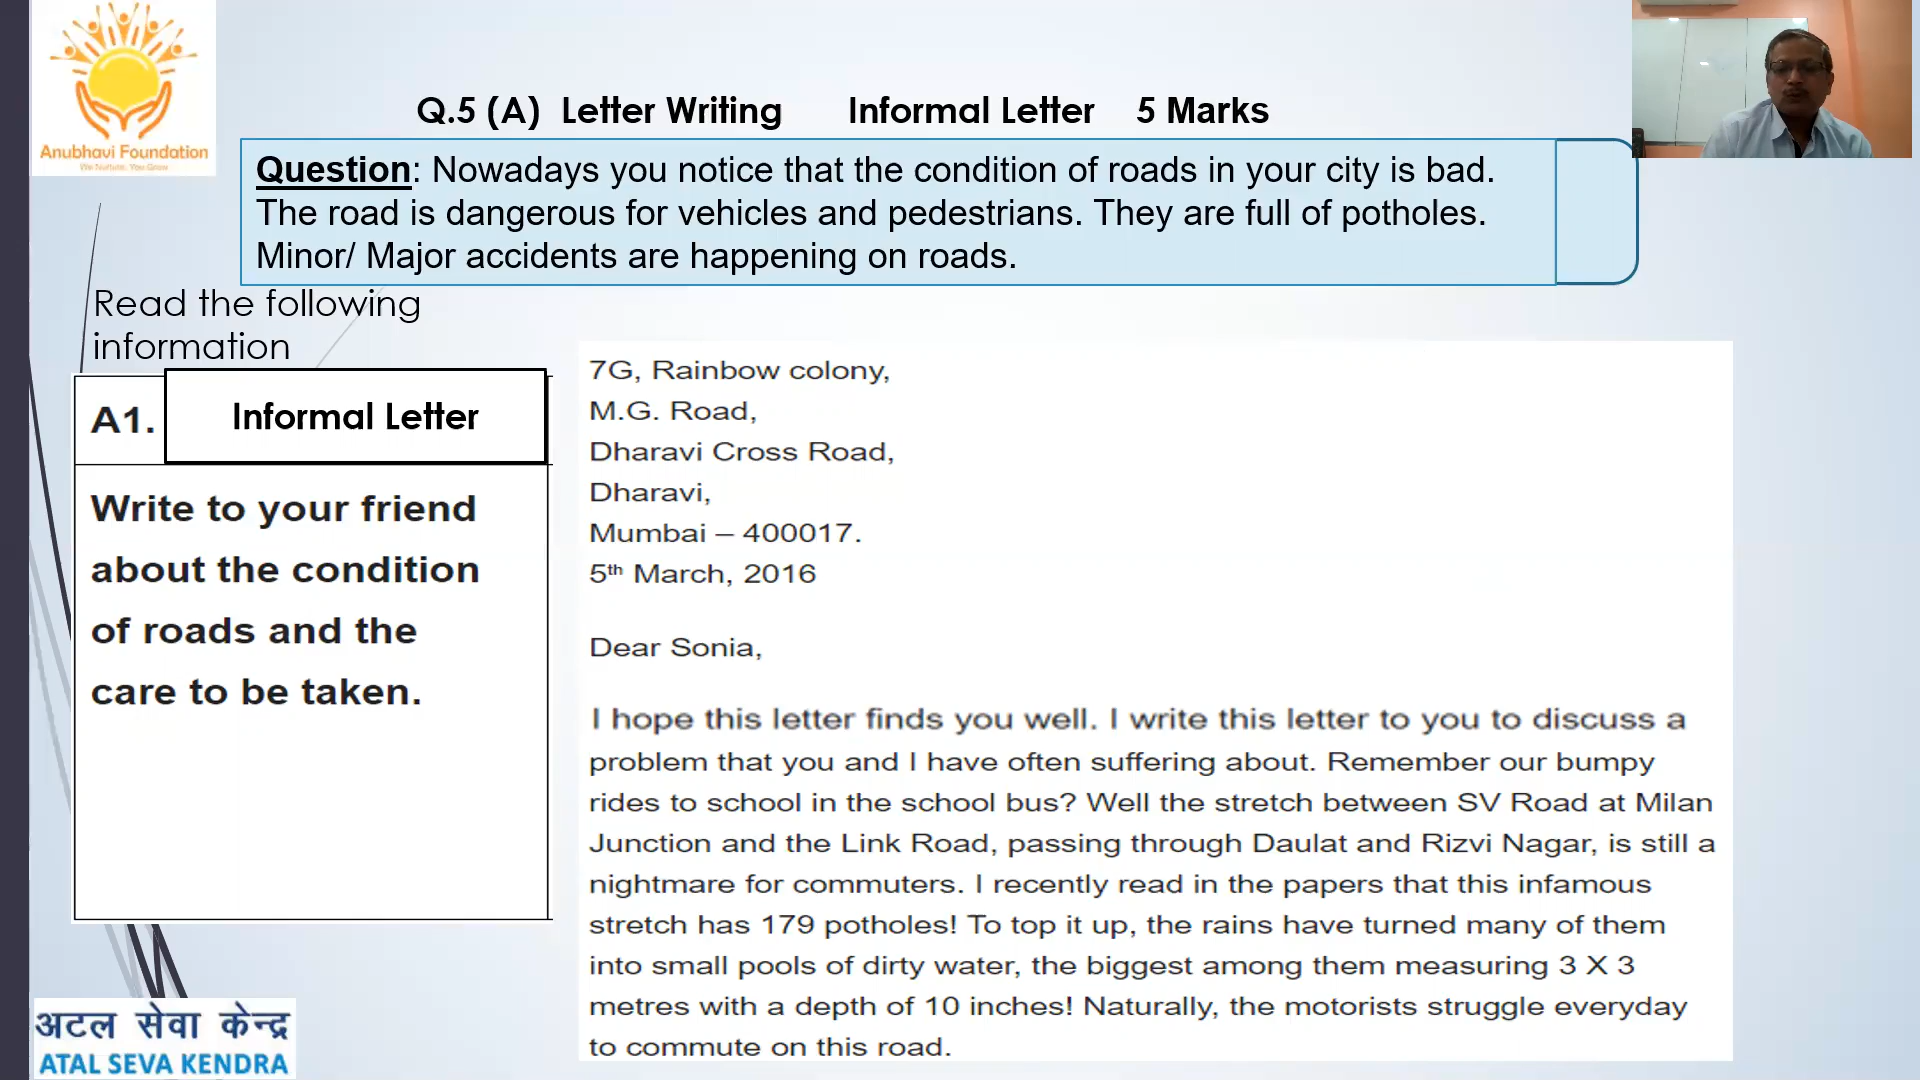 Anubhavi Foundation
We Nurture, You Grow
Q.5 (A) Letter Writing Informal Letter 5 Marks
Question: Nowadays you notice that the condition of roads in your city is bad.
The road is dangerous for vehicles and pedestrians. They are full of potholes.
Minor/ Major accidents are happening on roads.
Read the following
information
A1. Informal Letter
Write to your friend
about the condition
of roads and the
care to be taken.
7G, Rainbow colony,
M.G. Road,
Dharavi Cross Road,
Dharavi,
Mumbai – 400017.
5th March, 2016
Dear Sonia,
I hope this letter finds you well. I write this letter to you to discuss a
problem that you and I have often suffering about. Remember our bumpy
rides to school in the school bus? Well the stretch between SV Road at Milan
Junction and the Link Road, passing through Daulat and Rizvi Nagar, is still a
nightmare for commuters. I recently read in the papers that this infamous
stretch has 179 potholes! To top it up, the rains have turned many of them
into small pools of dirty water, the biggest among them measuring 3 X 3
metres with a depth of 10 inches! Naturally, the motorists struggle everyday
to commute on this road.
अटल सेवा केन्द्र
ATAL SEVA KENDRA